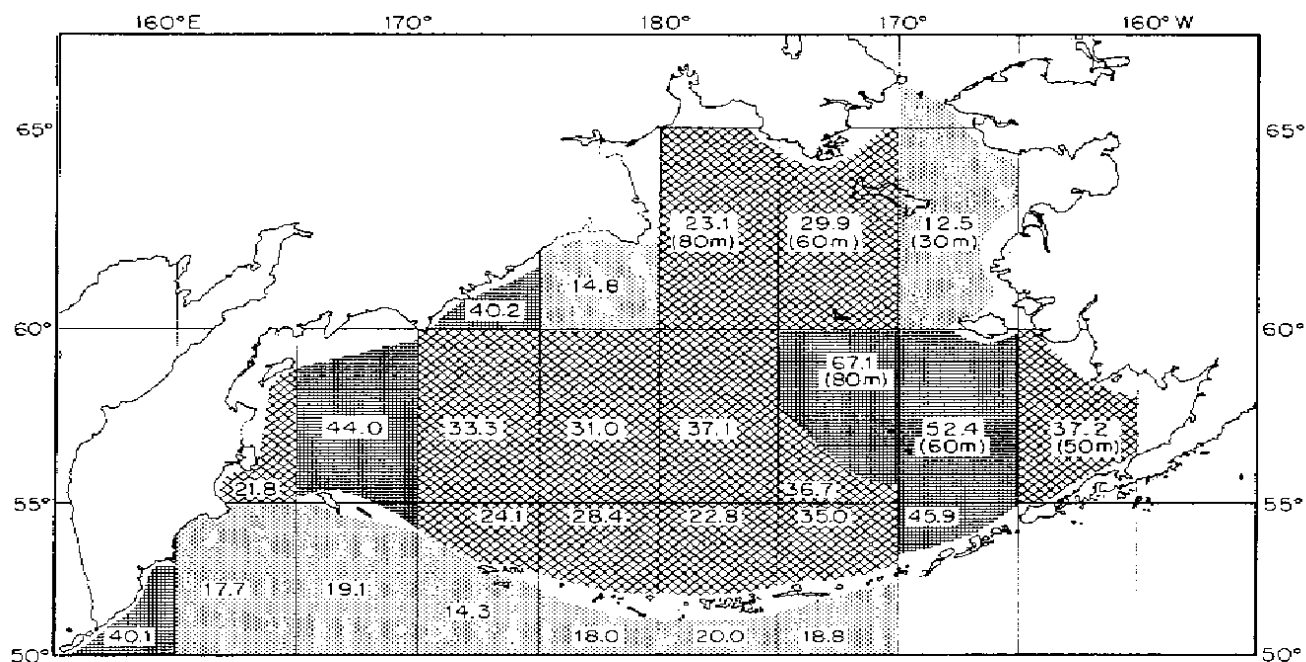 160°E 170° 180° 170° 160°W
65° 65°
23.1 29.9 12.5
(80m) (60m) (30m)
14.8
40.2
60° 60°
67.1
(80m)
44.0 33.3 31.0 37.1 52.4 37.2
(60m) (50m)
21.8 36.7
55° 55°
24.1 28.4 22.8 35.0 45.9
17.7 19.1
14.3
40.1 18.0 20.0 18.8
50° 50°